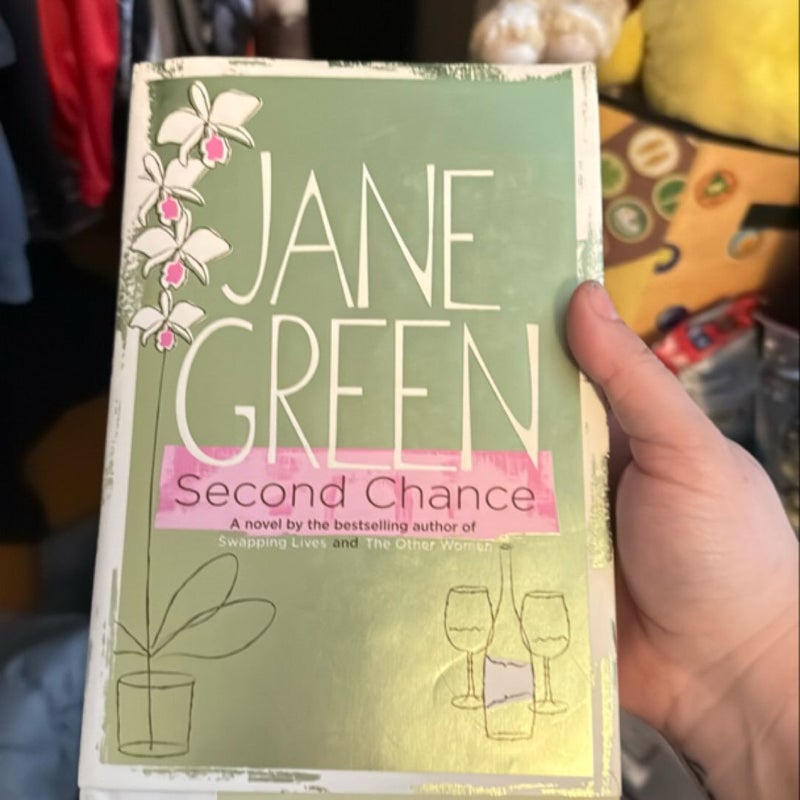 JANE
GREEN
Second Chance
A novel by the bestselling author of
Swapping Lives and The Other Woman